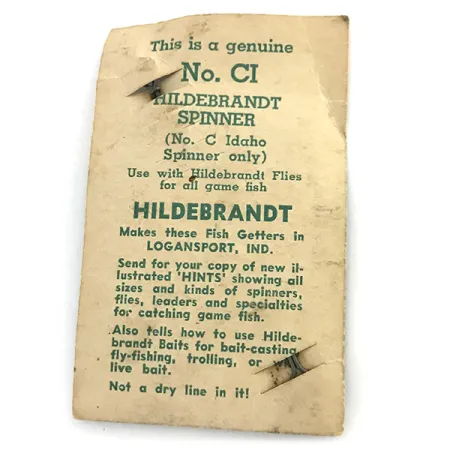 This is a genuine
No. CI
HILDEBRANDT
SPINNER
(No. C Idaho
Spinner only)
Use with Hildebrandt Flies
for all game fish
HILDEBRANDT
Makes these Fish Getters in
LOGANSPORT, IND.
Send for your copy of new il-
lustrated 'HINTS' showing all
sizes and kinds of spinners,
flies, leaders and specialties
for catching game fish.
Also tells how to use Hilde-
brandt Baits for bait-casting,
fly-fishing, trolling, or
live bait.
Not a dry line in it!